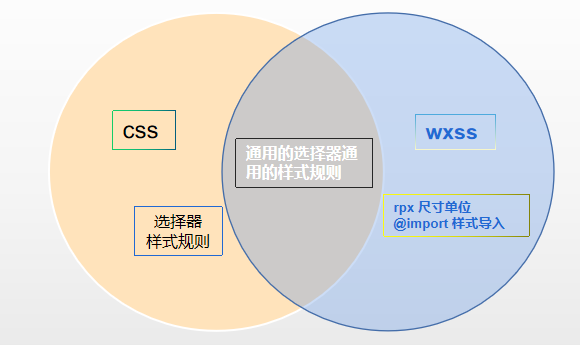 CSS
wxss
通用的选择器通
用的样式规则
选择器
样式规则
rpx 尺寸单位
@import 样式导入